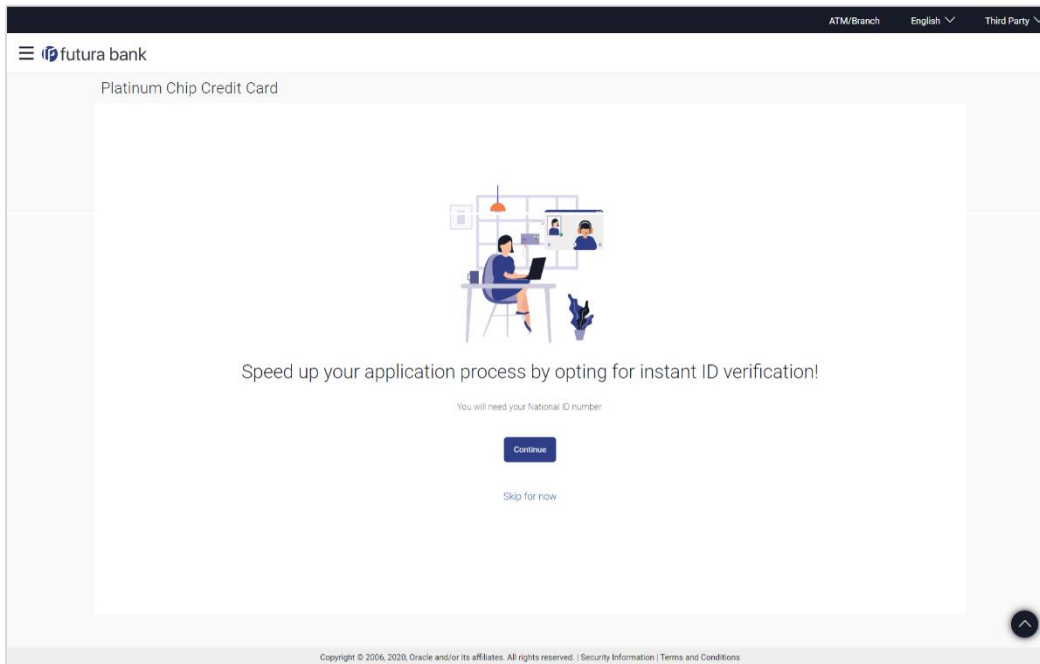 ATM/Branch English Third Party
futura bank
Platinum Chip Credit Card
Speed up your application process by opting for instant ID verification!
You will need your National ID number.
Continue
Skip for now
Copyright © 2006, 2020, Oracle and/or its affiliates. All rights reserved. | Security Information | Terms and Conditions